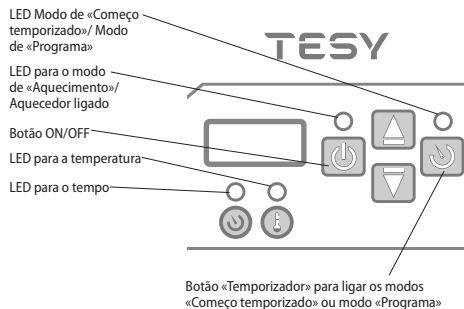 LED Modo de «Começo
temporizado»/ Modo
de «Programa»
TESY
LED para o modo
de «Aquecimento»/
Aquecedor ligado
Botão ON/OFF
LED para a temperatura
LED para o tempo
Botão «Temporizador» para ligar os modos
«Começo temporizado» ou modo «Programa»